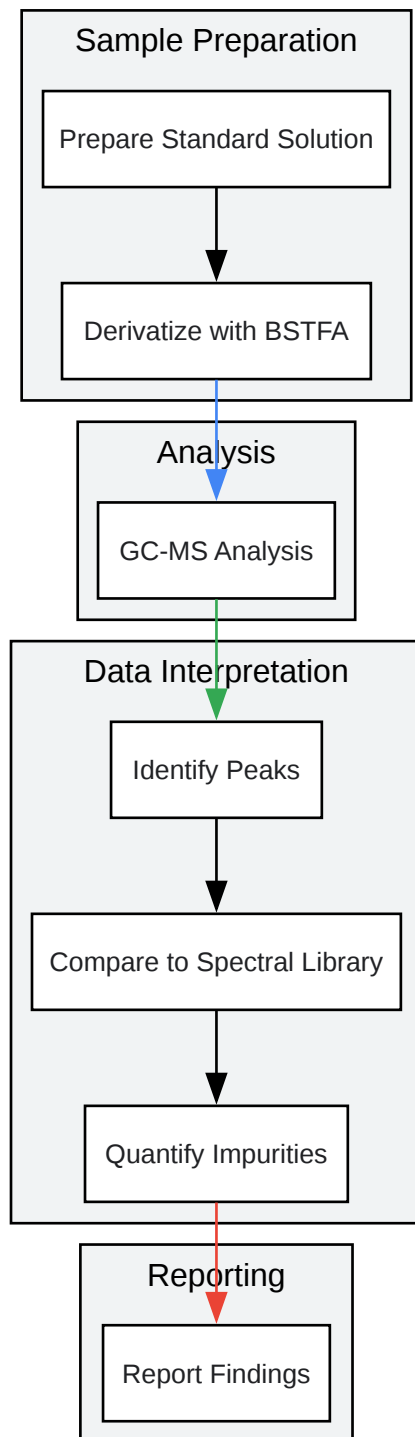 Sample Preparation
Prepare Standard Solution
Derivatize with BSTFA
Analysis
GC-MS Analysis
Data Interpretation
Identify Peaks
Compare to Spectral Library
Quantify Impurities
Reporting
Report Findings